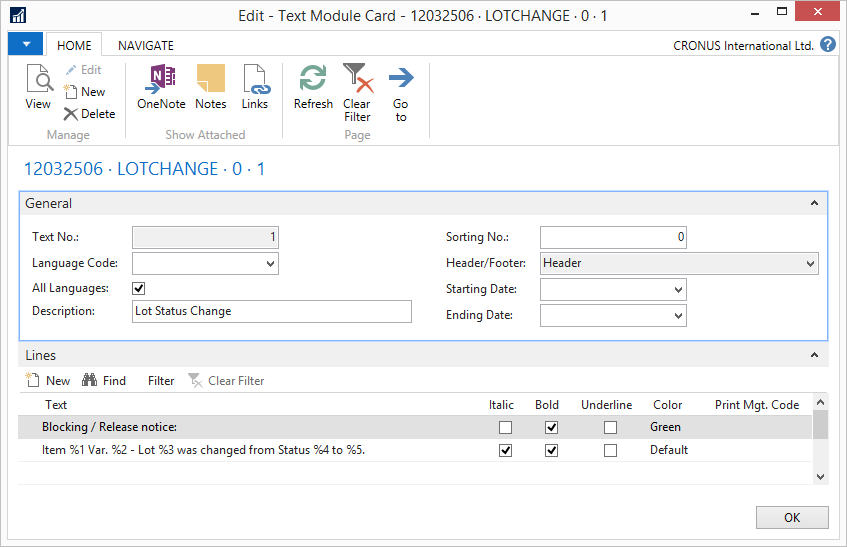 Edit - Text Module Card - 12032506 · LOTCHANGE · 0 · 1
HOME NAVIGATE CRONUS International Ltd. ?
View Edit New Delete
OneNote Notes Links
Refresh Clear Filter Go to
Manage Show Attached Page
12032506 · LOTCHANGE · 0 · 1
General
Text No.: 1 Sorting No.: 0
Language Code: Header/Footer: Header
All Languages: Starting Date:
Description: Lot Status Change Ending Date:
Lines
New Find Filter Clear Filter
Text Italic Bold Underline Color Print Mgt. Code
Blocking / Release notice: Green
Item %1 Var. %2 - Lot %3 was changed from Status %4 to %5. Default
OK